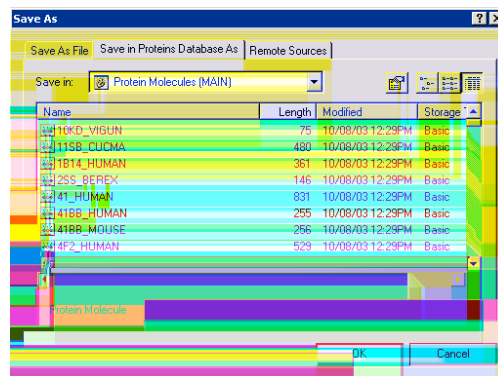 Save As
Save As File Save in Proteins Database As Remote Sources
Save in: Protein Molecules (MAIN)
Name Length Modified Storage
10KD_VIGUN 75 10/08/03 12:29PM Basic
11SB_CUCMA 480 10/08/03 12:29PM Basic
1B14_HUMAN 361 10/08/03 12:29PM Basic
2SS_BEREX 146 10/08/03 12:29PM Basic
41_HUMAN 831 10/08/03 12:29PM Basic
41BB_HUMAN 255 10/08/03 12:29PM Basic
41BB_MOUSE 256 10/08/03 12:29PM Basic
4F2_HUMAN 529 10/08/03 12:29PM Basic
Protein Molecule
OK Cancel